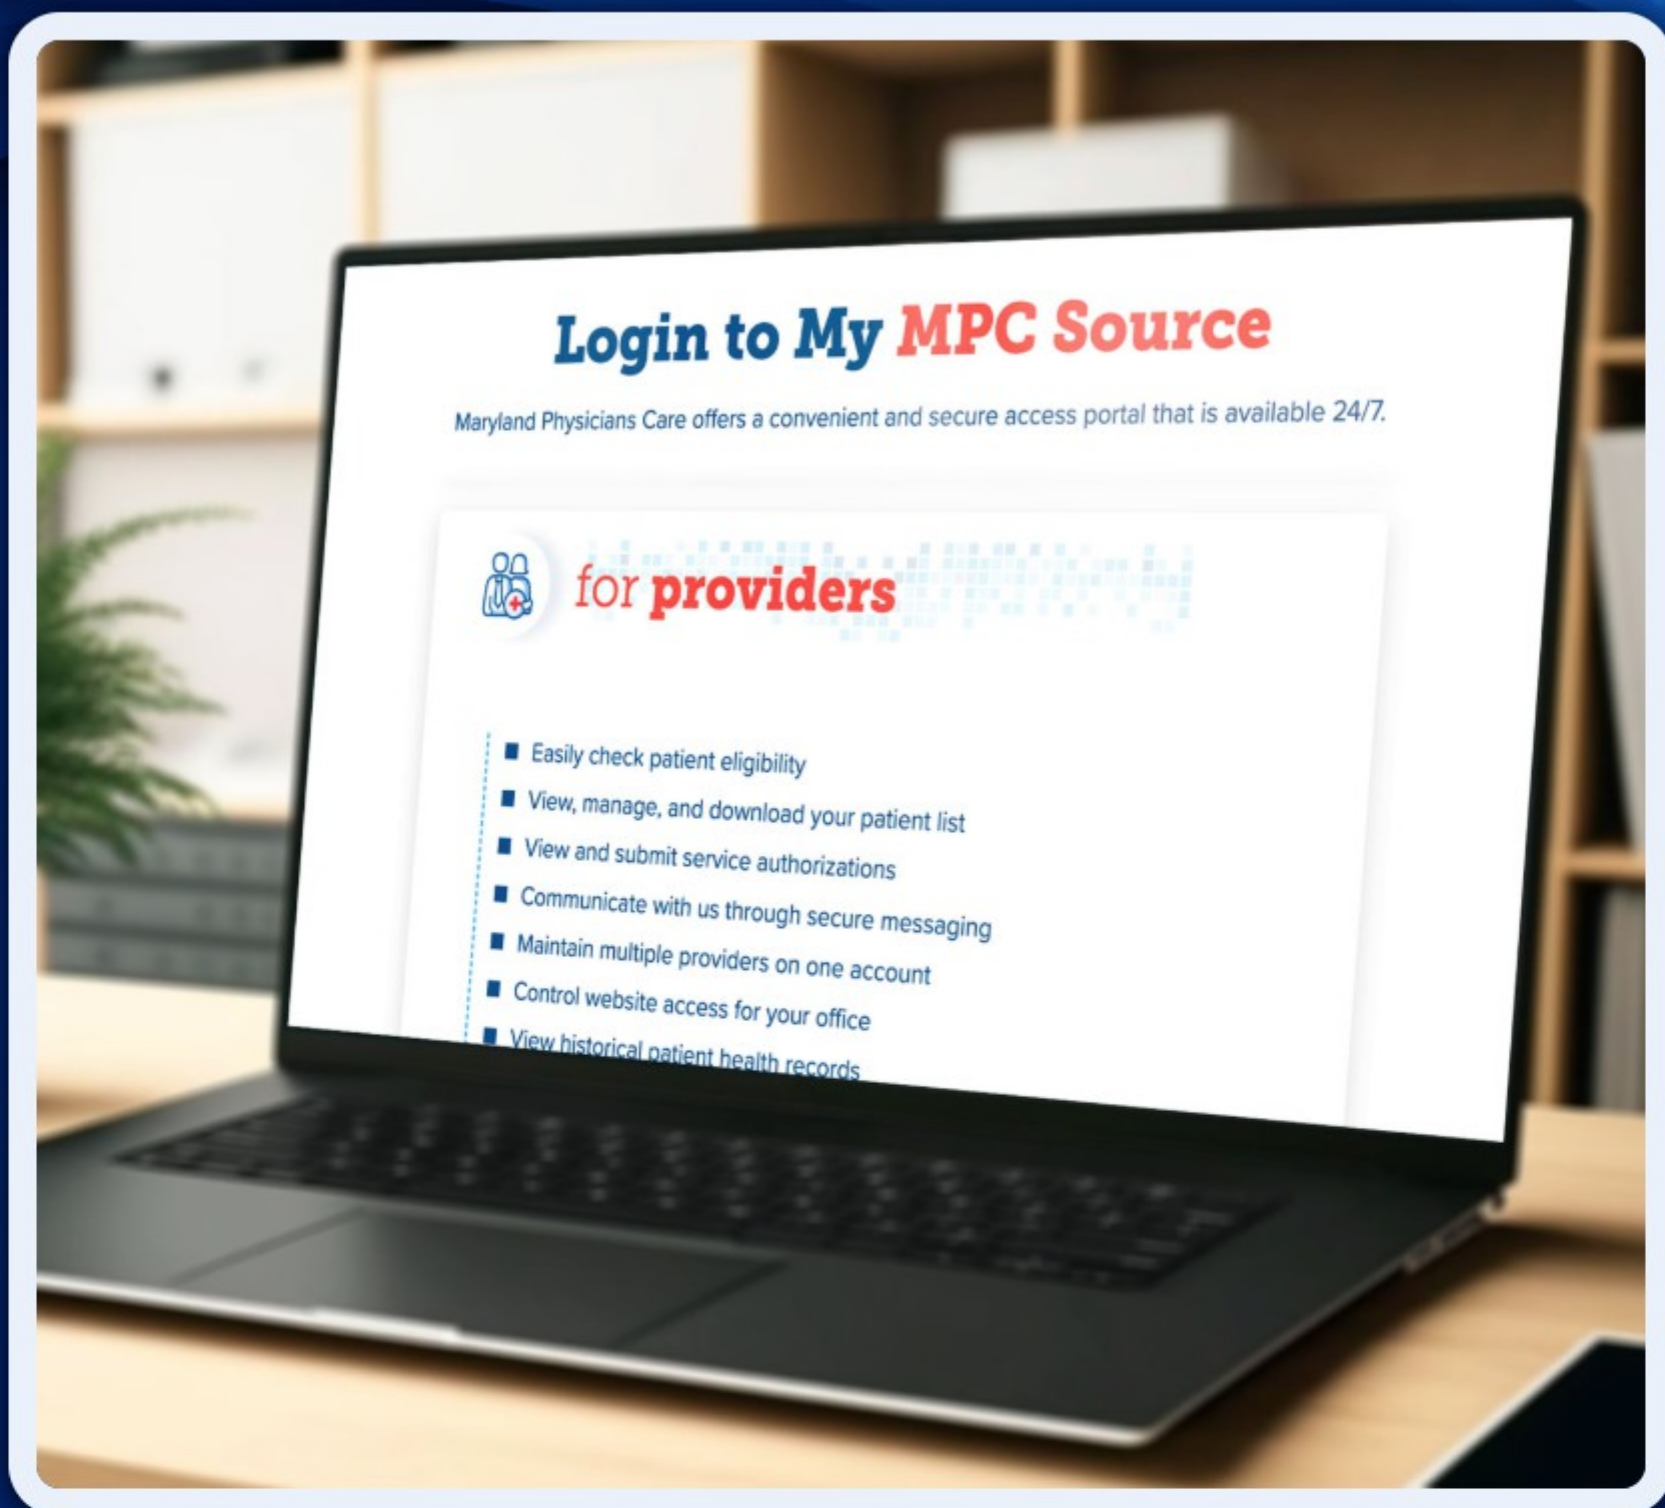 Login to My MPC Source
Maryland Physicians Care offers a convenient and secure access portal that is available 24/7.
for providers
Easily check patient eligibility
View, manage, and download your patient list
View and submit service authorizations
Communicate with us through secure messaging
Maintain multiple providers on one account
Control website access for your office
View historical patient health records